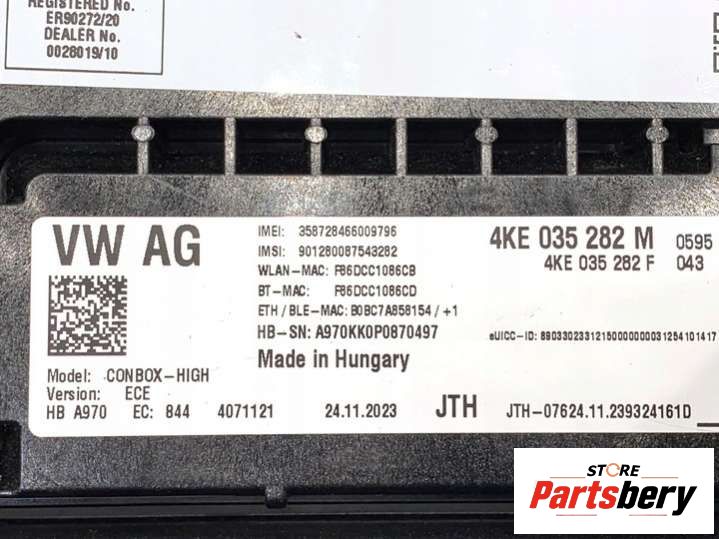 REGISTERED No.
ER90272/20
DEALER No.
0028019/10
VW AG
IMEI: 358728466009796
IMSI: 901280087543282
WLAN-MAC: F86DCC1086CB
BT-MAC: F86DCC1086CD
ETH / BLE-MAC: B0BC7A858154 / +1
HB-SN: A970KK0P0870497
Made in Hungary
4KE 035 282 M 0595
4KE 035 282 F 043
eUICC-ID: 89033023312150000000031254101417
Model: CONBOX-HIGH
Version: ECE
HB A970 EC: 844 4071121 24.11.2023 JTH JTH-07624.11.239324161D
STORE
Partsbery